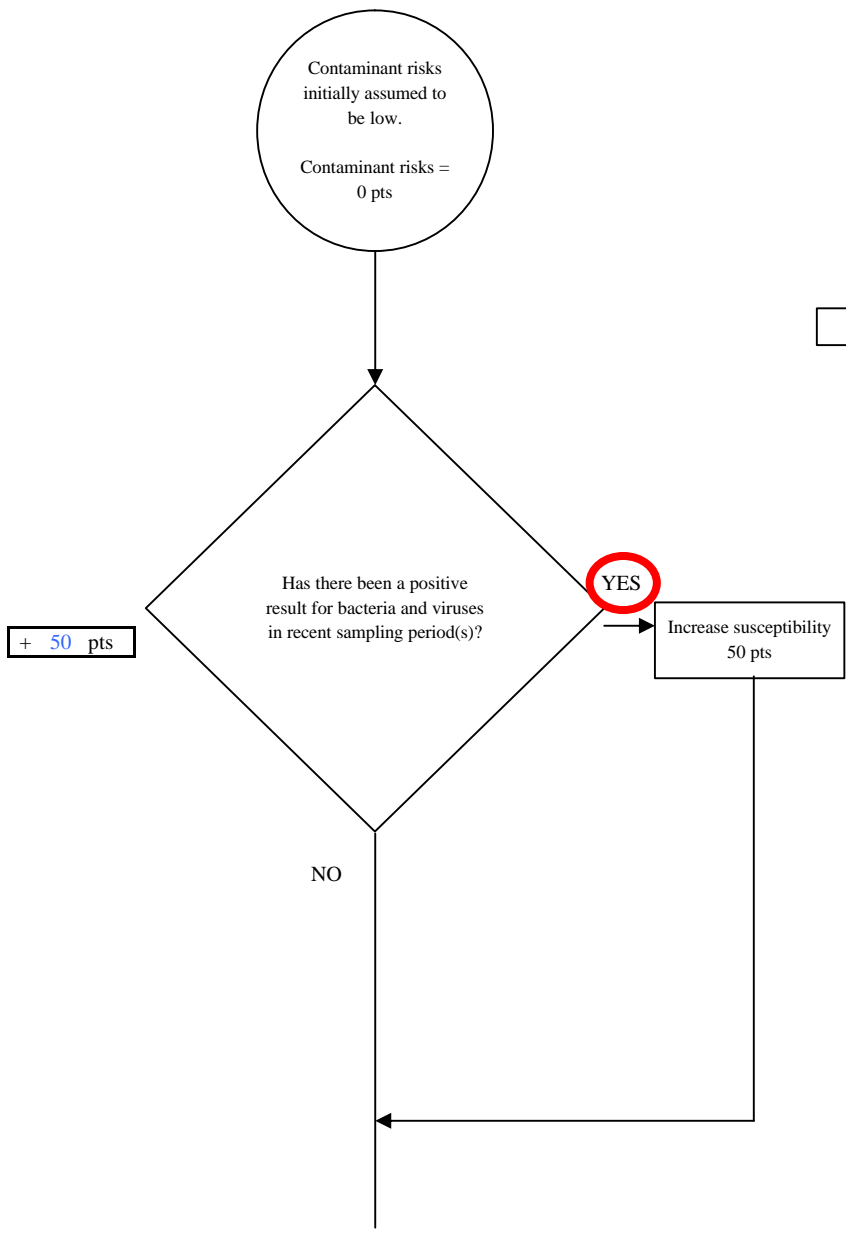 Contaminant risks
initially assumed to
be low.
Contaminant risks =
0 pts
Has there been a positive
result for bacteria and viruses
in recent sampling period(s)?
YES
+ 50 pts
Increase susceptibility
50 pts
NO